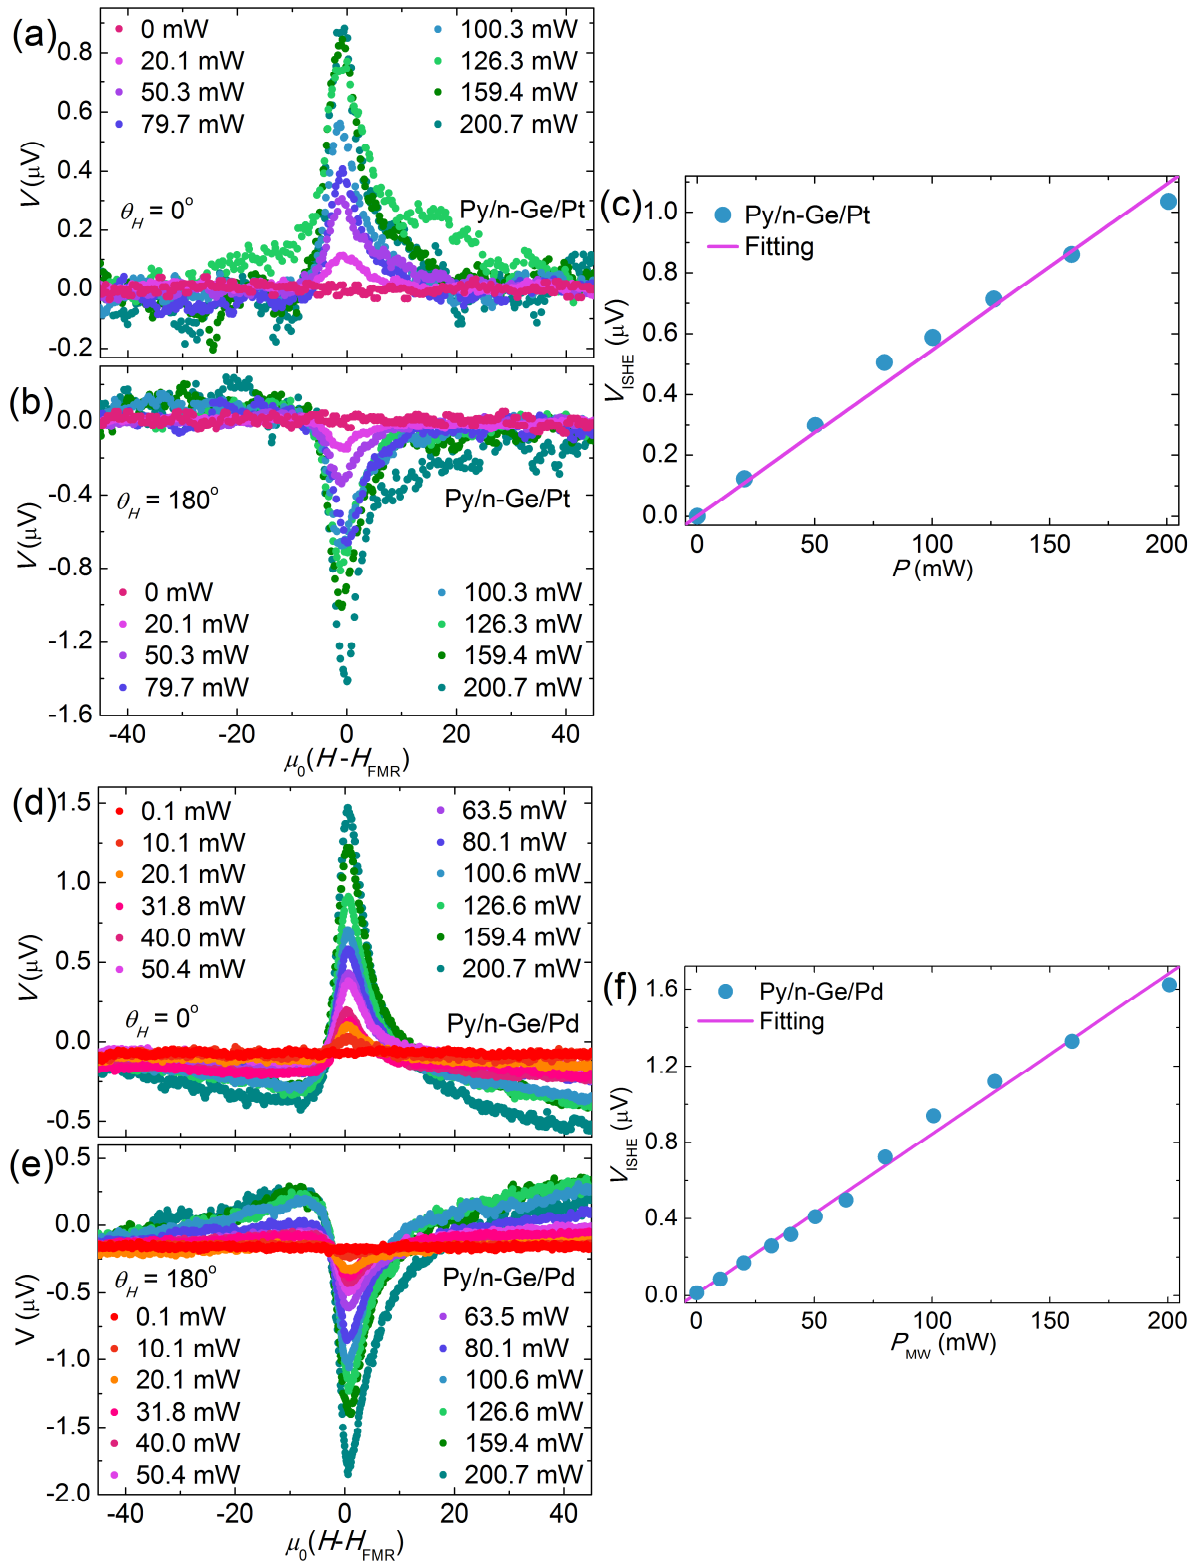 (a)
0 mW
20.1 mW
50.3 mW
79.7 mW
100.3 mW
126.3 mW
159.4 mW
200.7 mW
0.8
0.6
0.4
0.2
0.0
-0.2
V (μV)
θH = 0°
Py/n-Ge/Pt
(b)
0.0
-0.4
-0.8
-1.2
-1.6
V (μV)
θH = 180°
Py/n-Ge/Pt
0 mW
20.1 mW
50.3 mW
79.7 mW
100.3 mW
126.3 mW
159.4 mW
200.7 mW
-40 -20 0 20 40
μ0(H-HFMR)
(c)
Py/n-Ge/Pt
Fitting
1.0
0.8
0.6
0.4
0.2
0.0
VISHE (μV)
0 50 100 150 200
P (mW)
(d)
0.1 mW
10.1 mW
20.1 mW
31.8 mW
40.0 mW
50.4 mW
63.5 mW
80.1 mW
100.6 mW
126.6 mW
159.4 mW
200.7 mW
1.5
1.0
0.5
0.0
-0.5
V (μV)
θH = 0°
Py/n-Ge/Pd
(e)
0.5
0.0
-0.5
-1.0
-1.5
-2.0
V (μV)
θH = 180°
Py/n-Ge/Pd
0.1 mW
10.1 mW
20.1 mW
31.8 mW
40.0 mW
50.4 mW
63.5 mW
80.1 mW
100.6 mW
126.6 mW
159.4 mW
200.7 mW
-40 -20 0 20 40
μ0(H-HFMR)
(f)
Py/n-Ge/Pd
Fitting
1.6
1.2
0.8
0.4
0.0
VISHE (μV)
0 50 100 150 200
PMW (mW)